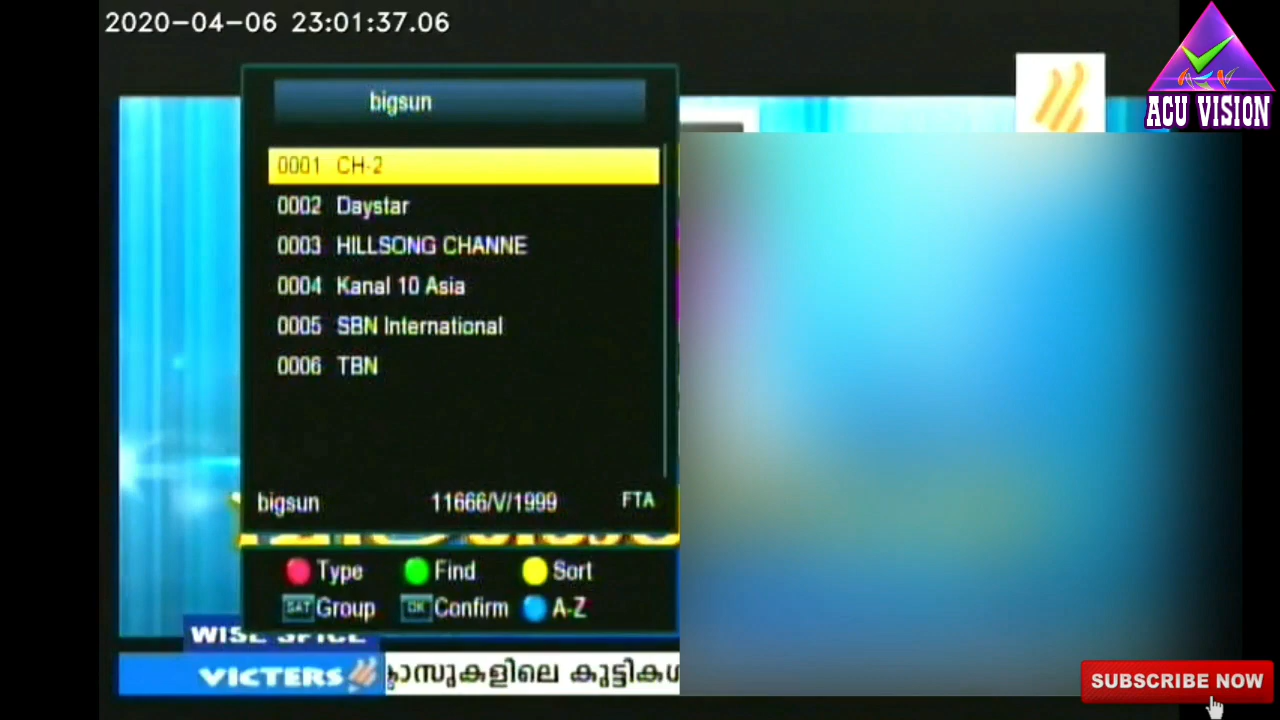 2020-04-06 23:01:37.06
ACU VISION
bigsun
0001 CH-2
0002 Daystar
0003 HILLSONG CHANNE
0004 Kanal 10 Asia
0005 SBN International
0006 TBN
bigsun 11666/V/1999 FTA
Type Find Sort
SAT Group OK Confirm A-Z
WISE SPICE
VICTERS ക്ലാസുകളിലെ
SUBSCRIBE NOW